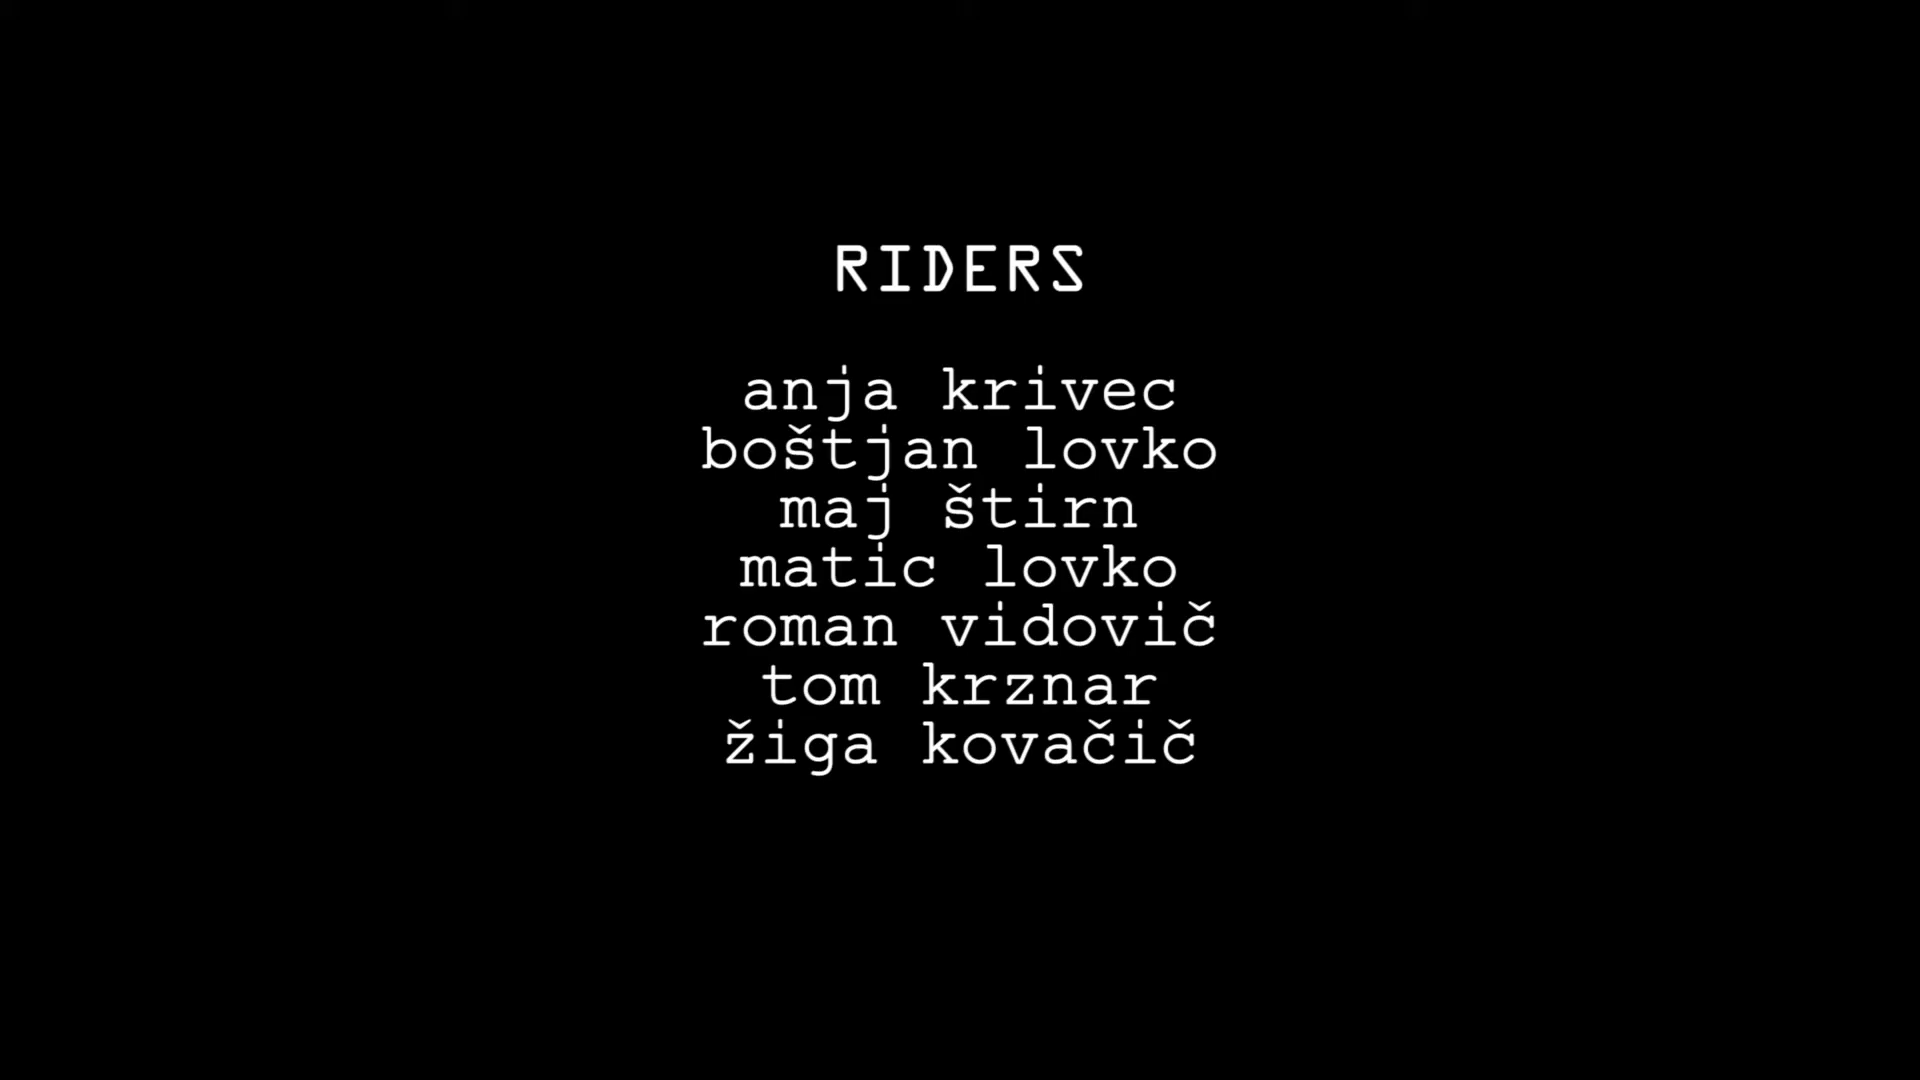 RIDERS
anja krivec
boštjan lovko
maj štirn
matic lovko
roman vidovič
tom krznar
žiga kovačič